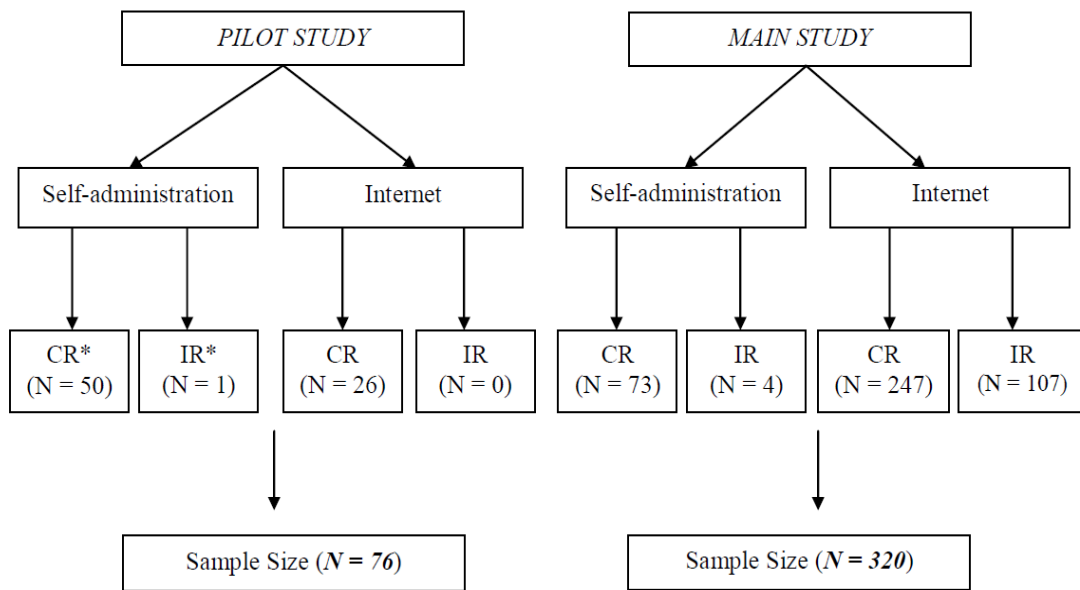 PILOT STUDY
MAIN STUDY
Self-administration
Internet
Self-administration
Internet
CR*
(N = 50)
IR*
(N = 1)
CR
(N = 26)
IR
(N = 0)
CR
(N = 73)
IR
(N = 4)
CR
(N = 247)
IR
(N = 107)
Sample Size (N = 76)
Sample Size (N = 320)